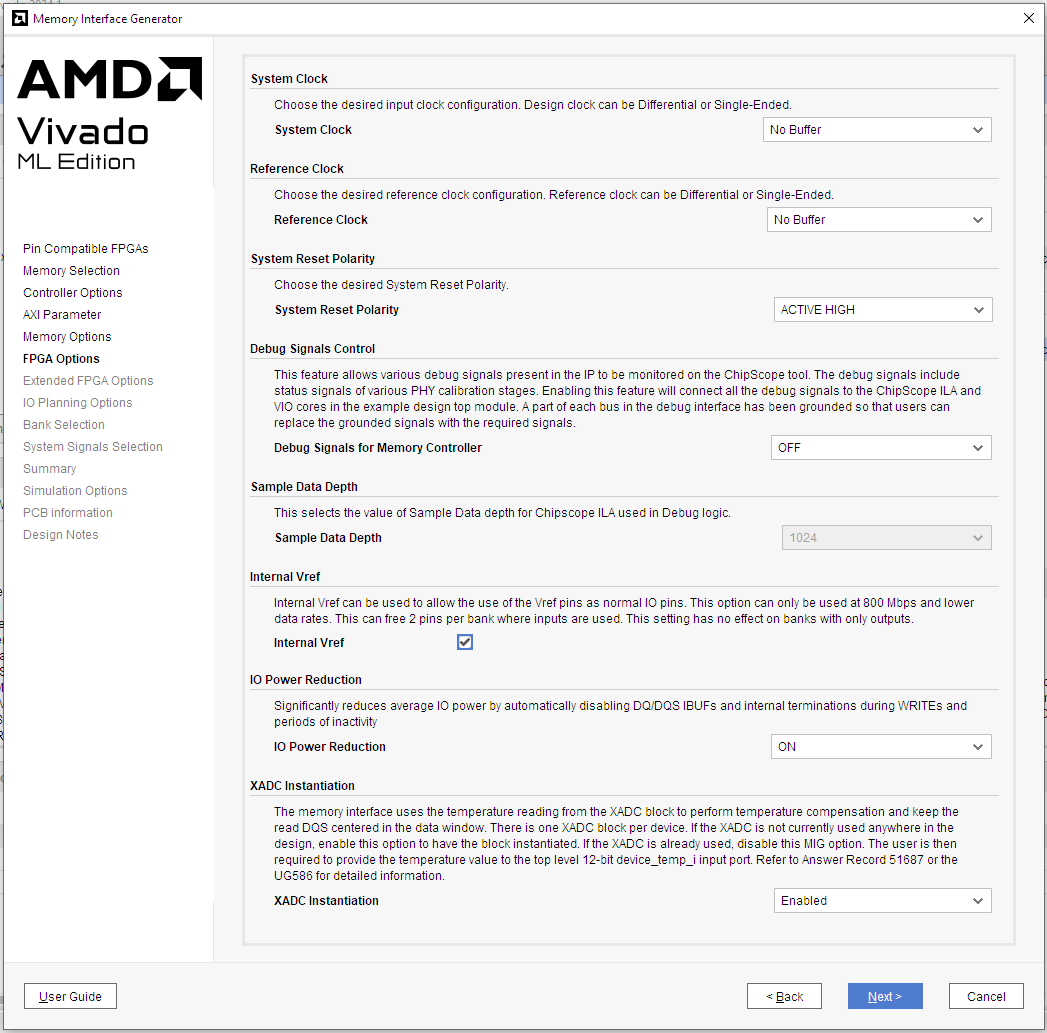 Memory Interface Generator
AMD
Vivado
ML Edition
Pin Compatible FPGAs
Memory Selection
Controller Options
AXI Parameter
Memory Options
FPGA Options
Extended FPGA Options
IO Planning Options
Bank Selection
System Signals Selection
Summary
Simulation Options
PCB information
Design Notes
System Clock
Choose the desired input clock configuration. Design clock can be Differential or Single-Ended.
System Clock No Buffer
Reference Clock
Choose the desired reference clock configuration. Reference clock can be Differential or Single-Ended.
Reference Clock No Buffer
System Reset Polarity
Choose the desired System Reset Polarity.
System Reset Polarity ACTIVE HIGH
Debug Signals Control
This feature allows various debug signals present in the IP to be monitored on the ChipScope tool. The debug signals include
status signals of various PHY calibration stages. Enabling this feature will connect all the debug signals to the ChipScope ILA and
VIO cores in the example design top module. A part of each bus in the debug interface has been grounded so that users can
replace the grounded signals with the required signals.
Debug Signals for Memory Controller OFF
Sample Data Depth
This selects the value of Sample Data depth for Chipscope ILA used in Debug logic.
Sample Data Depth 1024
Internal Vref
Internal Vref can be used to allow the use of the Vref pins as normal IO pins. This option can only be used at 800 Mbps and lower
data rates. This can free 2 pins per bank where inputs are used. This setting has no effect on banks with only outputs.
Internal Vref
IO Power Reduction
Significantly reduces average IO power by automatically disabling DQ/DQS IBUFs and internal terminations during WRITEs and
periods of inactivity
IO Power Reduction ON
XADC Instantiation
The memory interface uses the temperature reading from the XADC block to perform temperature compensation and keep the
read DQS centered in the data window. There is one XADC block per device. If the XADC is not currently used anywhere in the
design, enable this option to have the block instantiated. If the XADC is already used, disable this MIG option. The user is then
required to provide the temperature value to the top level 12-bit device_temp_i input port. Refer to Answer Record 51687 or the
UG586 for detailed information.
XADC Instantiation Enabled
User Guide < Back Next > Cancel